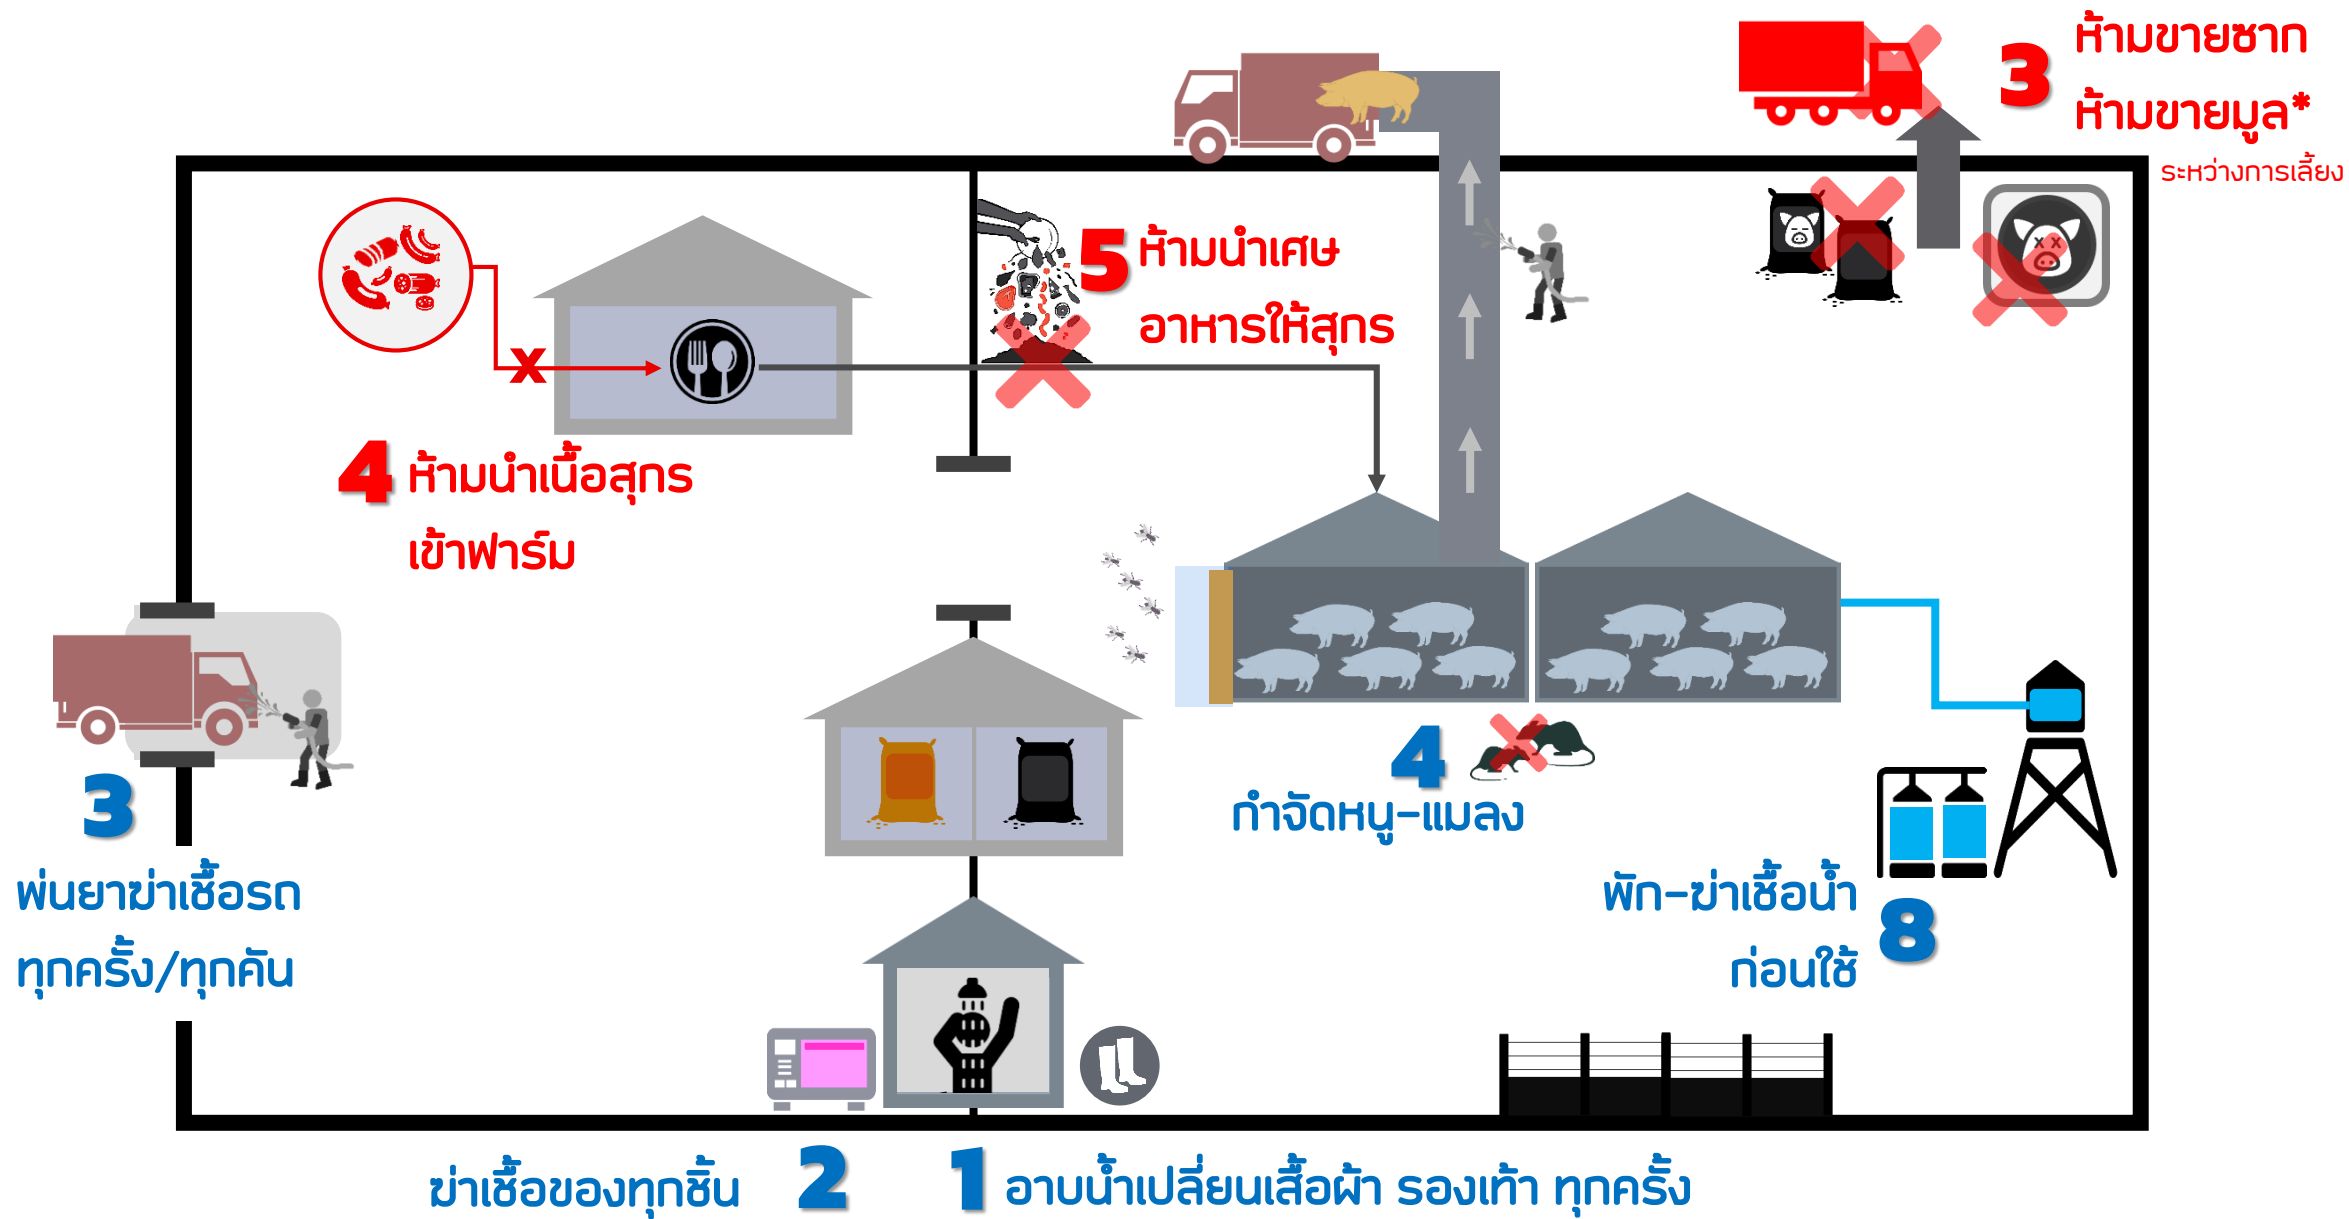 3
ห้ามขายซาก
ห้ามขายมูล*
ระหว่างการเลี้ยง
5
ห้ามนำเศษ
อาหารให้สุกร
X
4
ห้ามนำเนื้อสุกร
เข้าฟาร์ม
3
พ่นยาฆ่าเชื้อรถ
ทุกครั้ง/ทุกคัน
4
กำจัดหนู-แมลง
พัก-ฆ่าเชื้อน้ำ
ก่อนใช้
8
ฆ่าเชื้อของทุกชิ้น 2
1 อาบน้ำเปลี่ยนเสื้อผ้า รองเท้า ทุกครั้ง